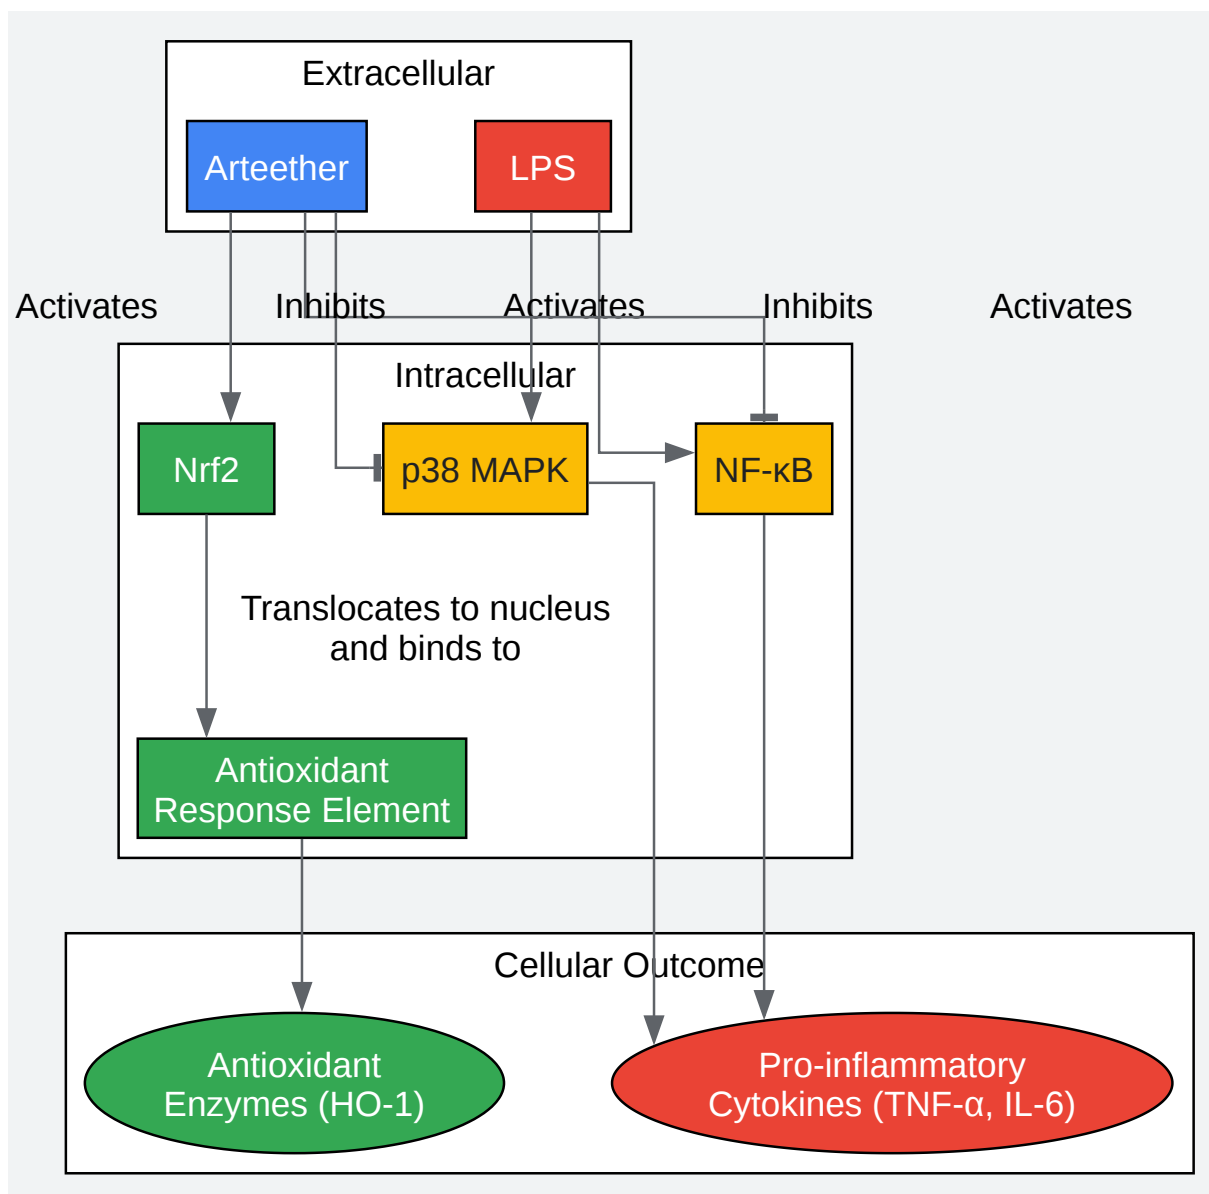 Extracellular
Arteether
LPS
Activates
Inhibits
Activates
Inhibits
Activates
Intracellular
Nrf2
p38 MAPK
NF-κB
Translocates to nucleus
and binds to
Antioxidant
Response Element
Cellular Outcome
Antioxidant
Enzymes (HO-1)
Pro-inflammatory
Cytokines (TNF-α, IL-6)